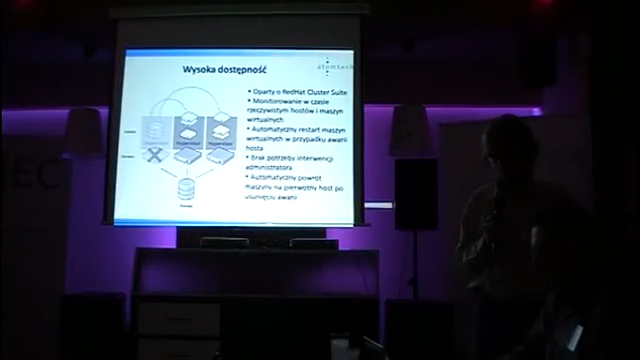 Wysoka dostępność
atomtech
• Oparty o RedHat Cluster Suite
• Monitorowanie w czasie
rzeczywistym hostów i maszyn
wirtualnych
• Automatyczny restart maszyn
wirtualnych w przypadku awarii
hosta
• Brak potrzeby interwencji
administratora
• Automatyczny powrót
maszyny na pierwotny host po
usunięciu awarii